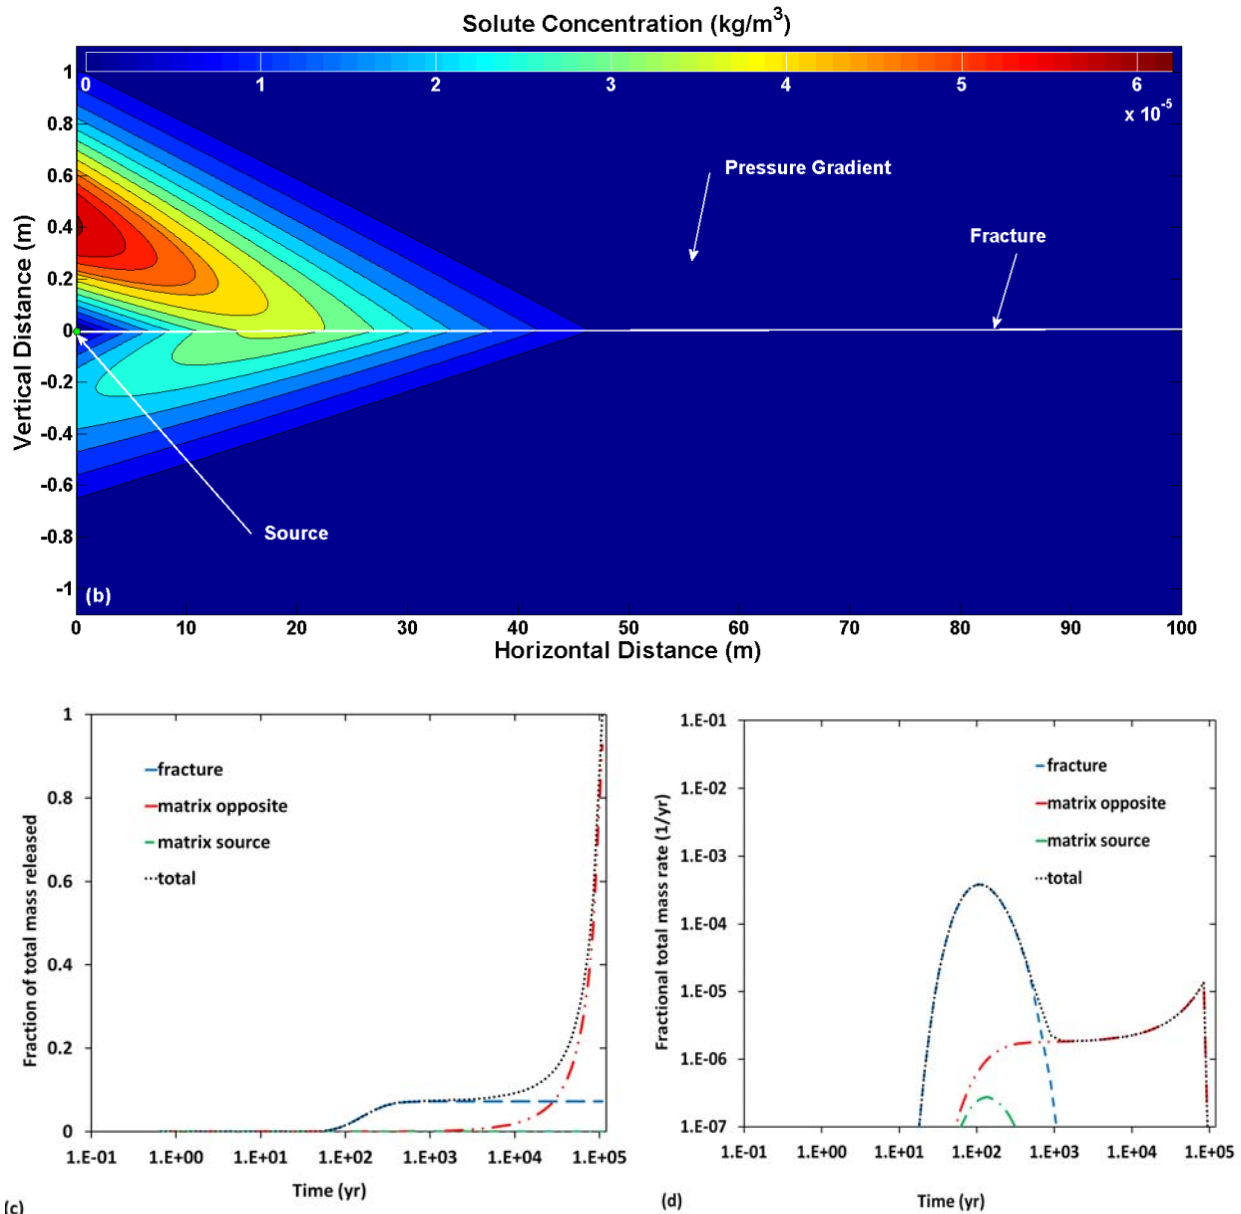 Solute Concentration (kg/m³)
0 1 2 3 4 5 6
x 10⁻⁵
1
0.8
0.6
0.4
0.2
0
-0.2
-0.4
-0.6
-0.8
-1
Vertical Distance (m)
Pressure Gradient
Fracture
Source
(b)
0 10 20 30 40 50 60 70 80 90 100
Horizontal Distance (m)
1
0.8
0.6
0.4
0.2
0
Fraction of total mass released
fracture
matrix opposite
matrix source
total
1.E-01 1.E+00 1.E+01 1.E+02 1.E+03 1.E+04 1.E+05
Time (yr)
(c)
1.E-01
1.E-02
1.E-03
1.E-04
1.E-05
1.E-06
1.E-07
Fractional total mass rate (1/yr)
fracture
matrix opposite
matrix source
total
1.E-01 1.E+00 1.E+01 1.E+02 1.E+03 1.E+04 1.E+05
Time (yr)
(d)